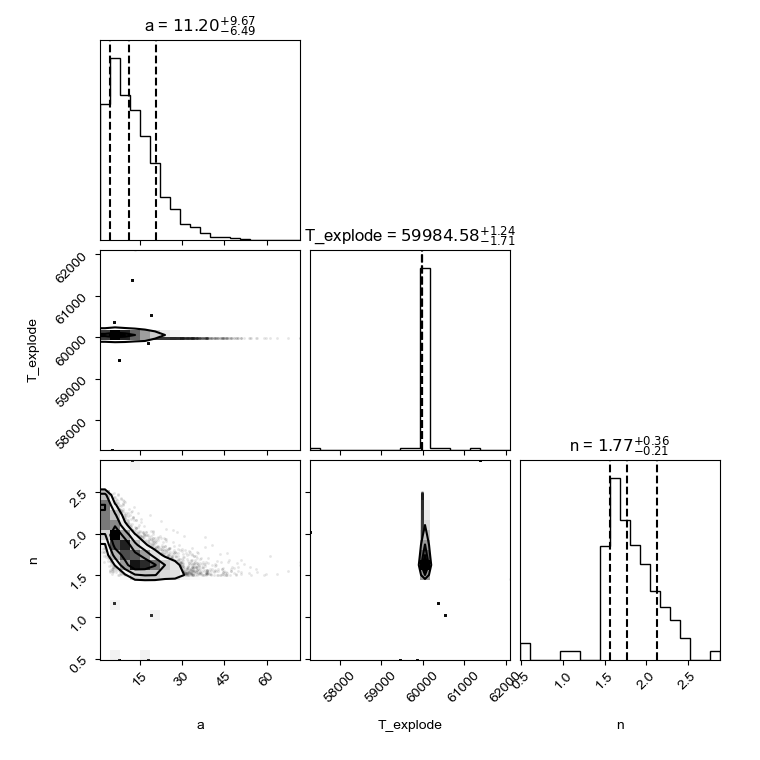 a = 11.20 +9.67 −6.49
T_explode = 59984.58 +1.24 −1.71
62000
61000
60000
59000
58000
T_explode
n = 1.77 +0.36 −0.21
2.5
2.0
1.5
1.0
0.5
n
15 30 45 60
58000 59000 60000 61000 62000
0.5 1.0 1.5 2.0 2.5
a T_explode n